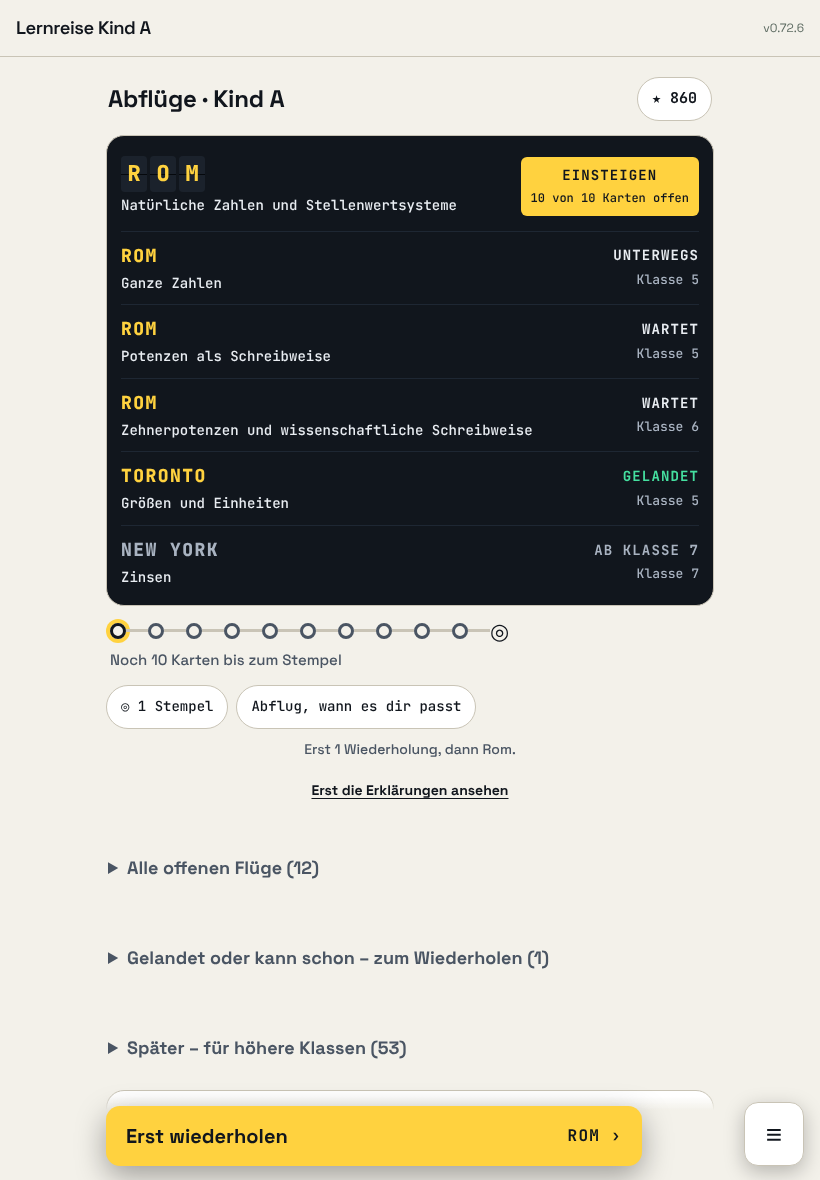 Lernreise Kind A
v0.72.6
Abflüge · Kind A
★ 860
ROM
EINSTEIGEN
10 von 10 Karten offen
Natürliche Zahlen und Stellenwertsysteme
ROM
UNTERWEGS
Ganze Zahlen
Klasse 5
ROM
WARTET
Potenzen als Schreibweise
Klasse 5
ROM
WARTET
Zehnerpotenzen und wissenschaftliche Schreibweise
Klasse 6
TORONTO
GELANDET
Größen und Einheiten
Klasse 5
NEW YORK
AB KLASSE 7
Zinsen
Klasse 7
Noch 10 Karten bis zum Stempel
◎ 1 Stempel
Abflug, wann es dir passt
Erst 1 Wiederholung, dann Rom.
Erst die Erklärungen ansehen
▶ Alle offenen Flüge (12)
▶ Gelandet oder kann schon – zum Wiederholen (1)
▶ Später – für höhere Klassen (53)
Erst wiederholen
ROM ›